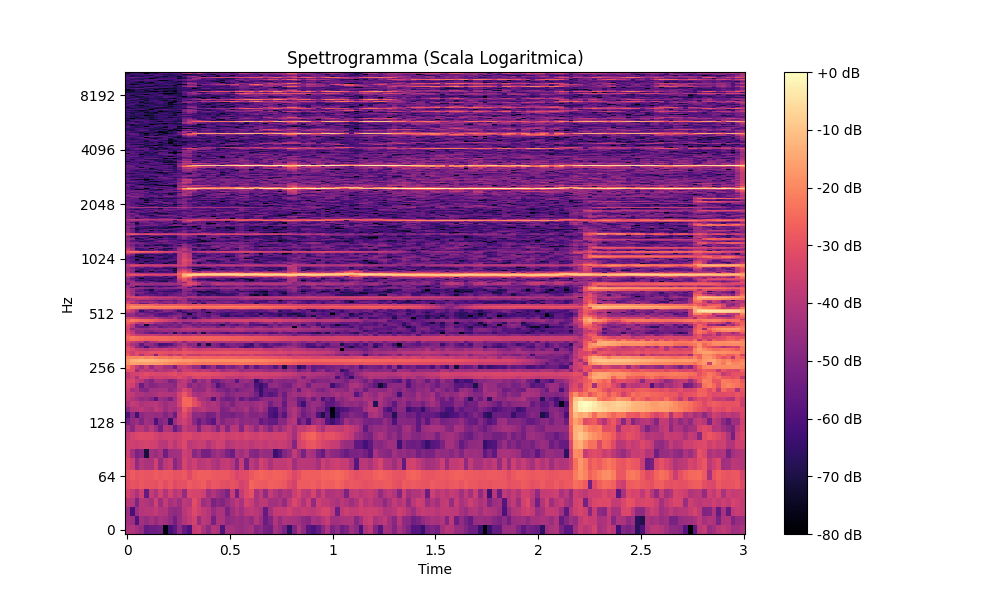 Spettrogramma (Scala Logaritmica)
8192
4096
2048
1024
512
256
128
64
0
Hz
0
0.5
1
1.5
2
2.5
3
Time
+0 dB
-10 dB
-20 dB
-30 dB
-40 dB
-50 dB
-60 dB
-70 dB
-80 dB